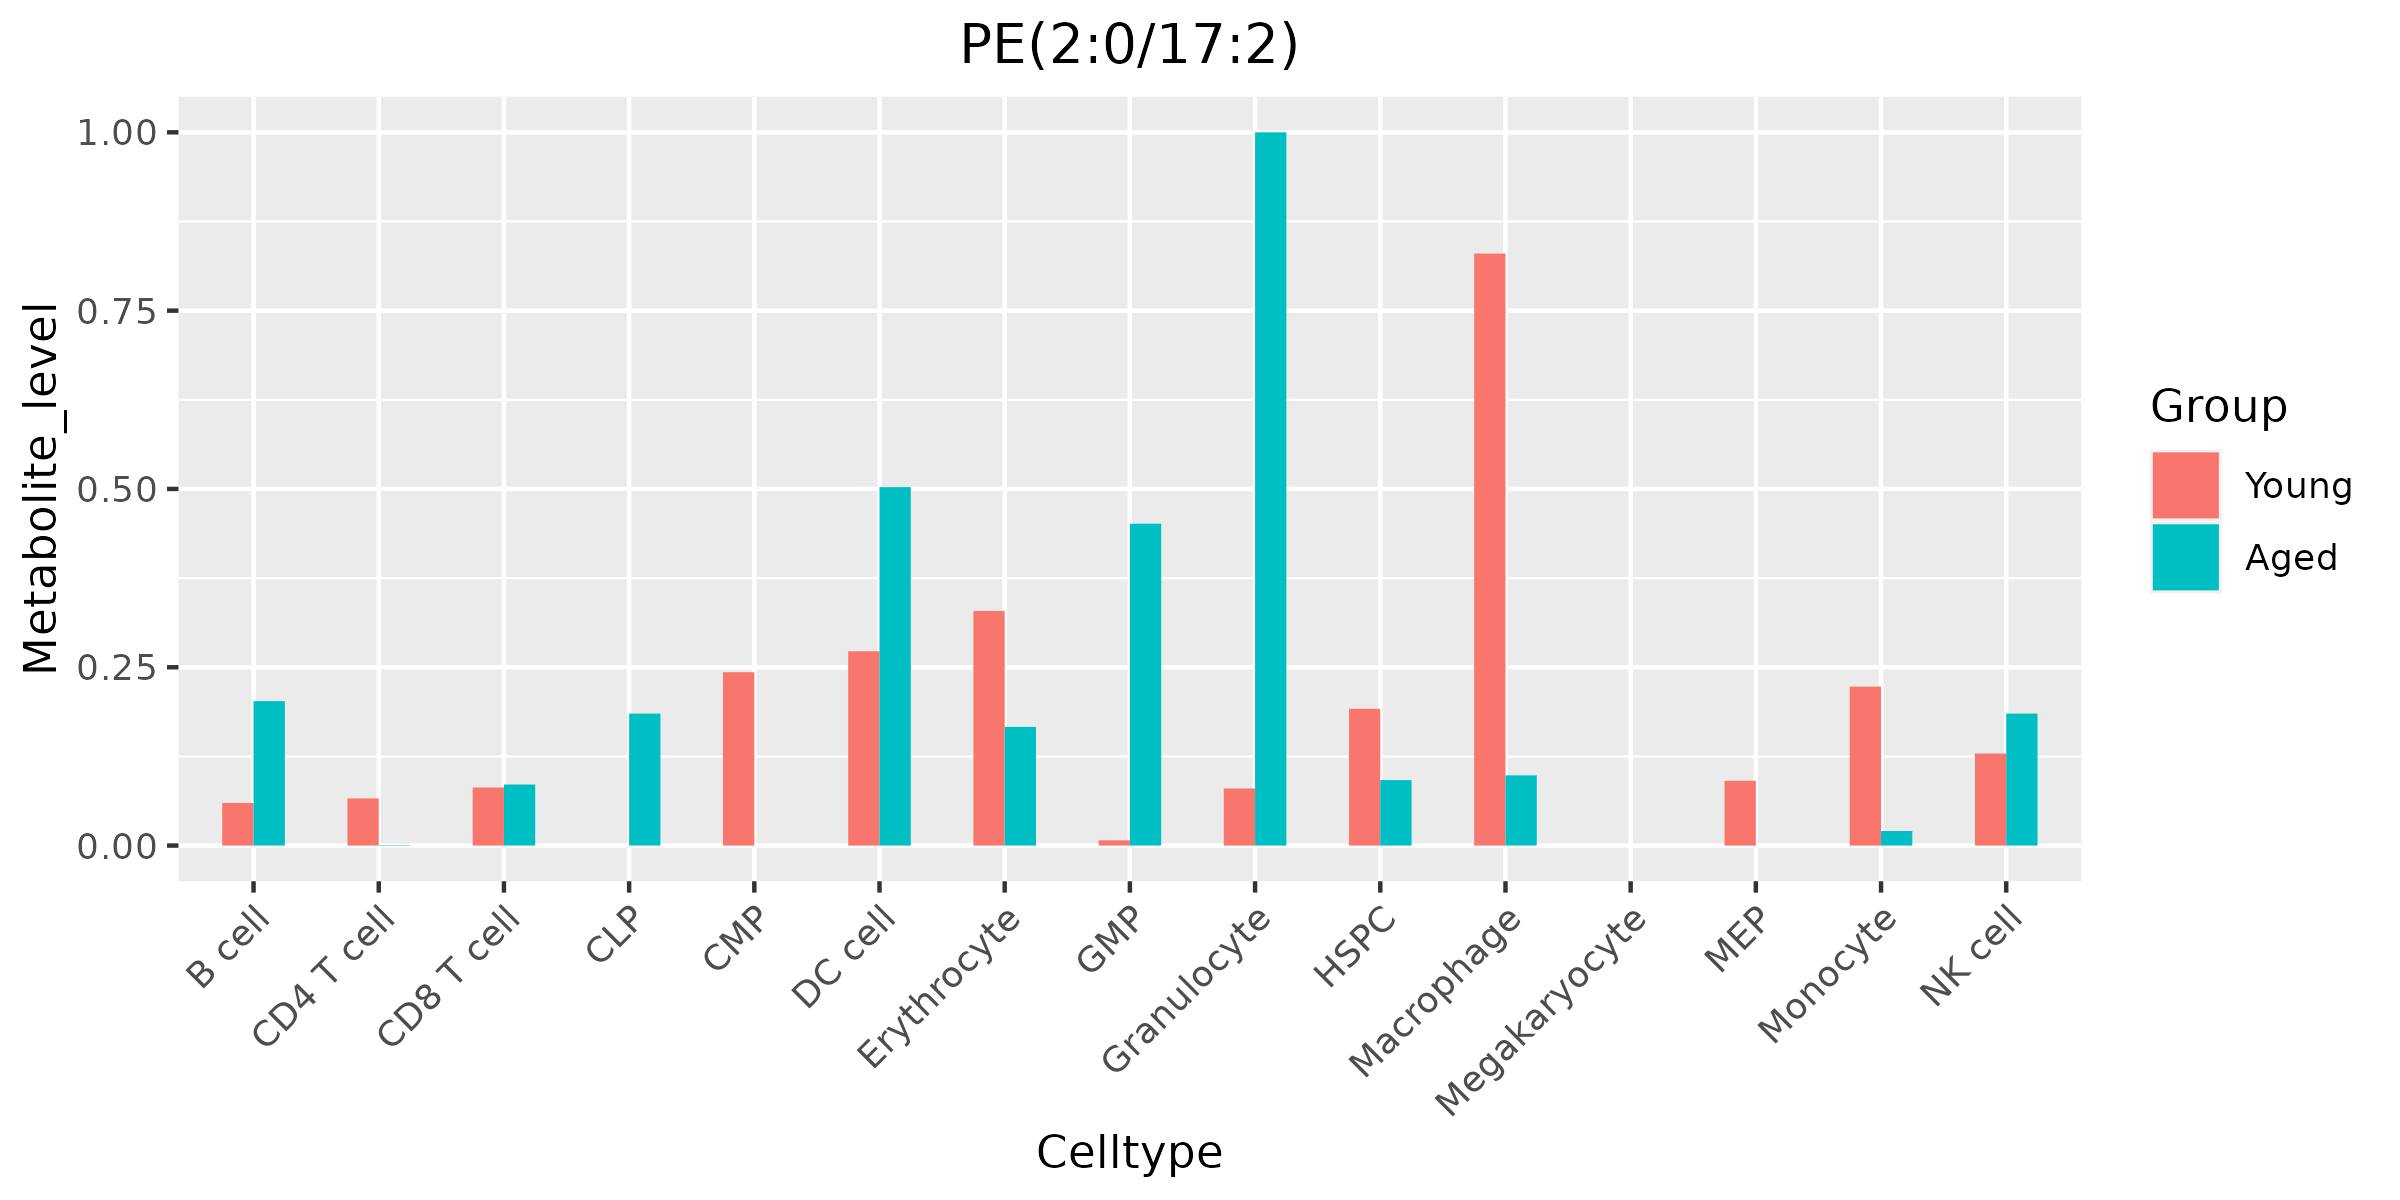 PE(2:0/17:2)
Metabolite_level
1.00
0.75
0.50
0.25
0.00
B cell
CD4 T cell
CD8 T cell
CLP
CMP
DC cell
Erythrocyte
GMP
Granulocyte
HSPC
Macrophage
Megakaryocyte
MEP
Monocyte
NK cell
Celltype
Group
Young
Aged